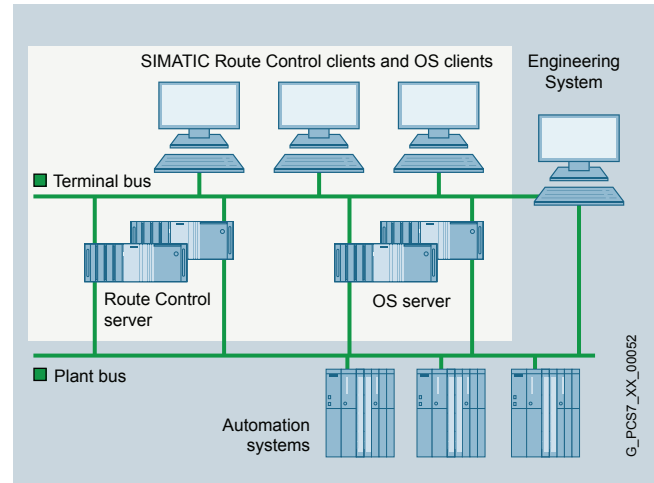 SIMATIC Route Control clients and OS clients
Engineering
System
Terminal bus
Route Control
server
OS server
Plant bus
Automation
systems
G_PCS7_XX_00052